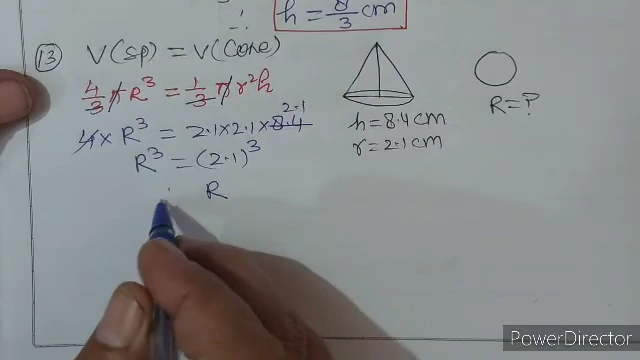 ∴ h = 8/3 cm
13 V(sp) = V(Cone)
4/3 π R³ = 1/3 π r² h
2.1
4 × R³ = 2.1×2.1×8.4
R³ = (2.1)³
R
h = 8.4 cm
r = 2.1 cm
R = ?
PowerDirector